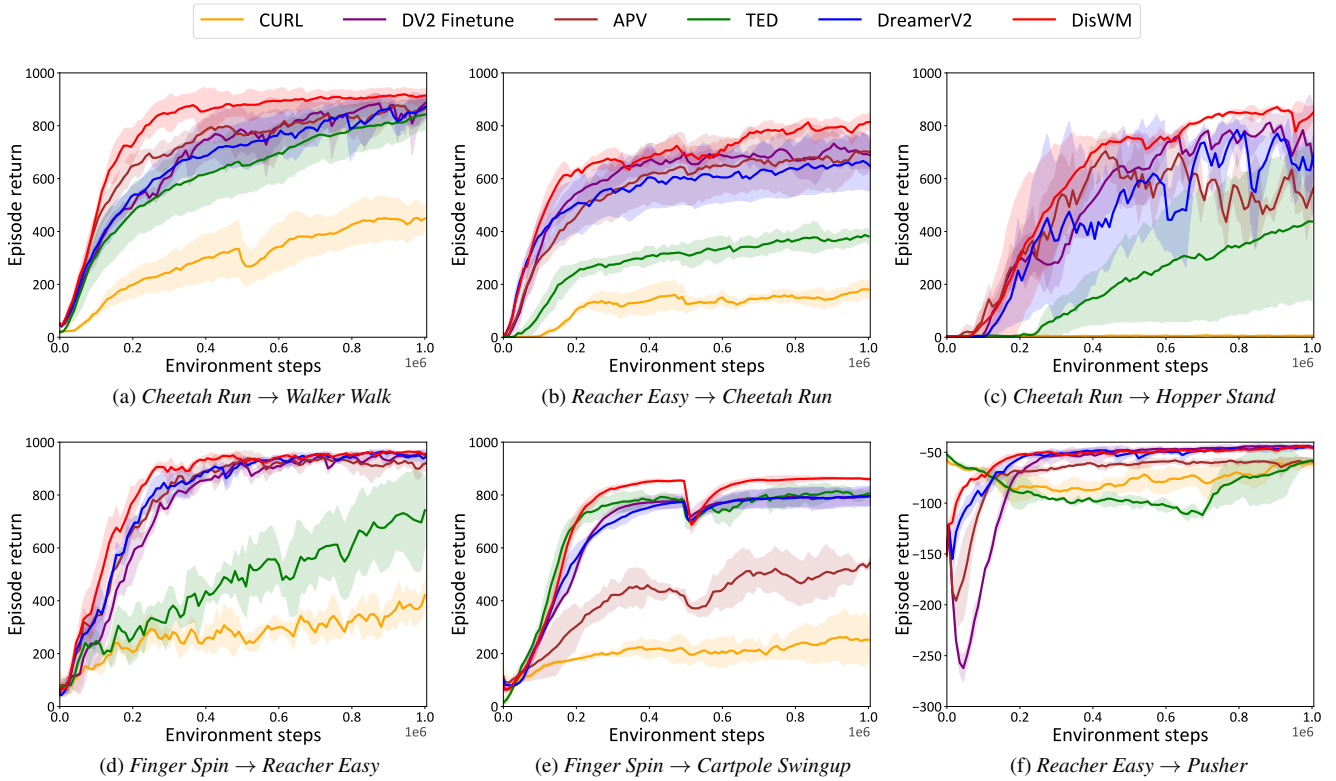 CURL DV2 Finetune APV TED DreamerV2 DisWM
1000
800
600
400
200
0
Episode return
0.0 0.2 0.4 0.6 0.8 1.0
Environment steps
1e6
(a) Cheetah Run → Walker Walk
1000
800
600
400
200
0
Episode return
0.0 0.2 0.4 0.6 0.8 1.0
Environment steps
1e6
(b) Reacher Easy → Cheetah Run
1000
800
600
400
200
0
Episode return
0.0 0.2 0.4 0.6 0.8 1.0
Environment steps
1e6
(c) Cheetah Run → Hopper Stand
1000
800
600
400
200
0
Episode return
0.0 0.2 0.4 0.6 0.8 1.0
Environment steps
1e6
(d) Finger Spin → Reacher Easy
1000
800
600
400
200
0
Episode return
0.0 0.2 0.4 0.6 0.8 1.0
Environment steps
1e6
(e) Finger Spin → Cartpole Swingup
−50
−100
−150
−200
−250
−300
Episode return
0.0 0.2 0.4 0.6 0.8 1.0
Environment steps
1e6
(f) Reacher Easy → Pusher